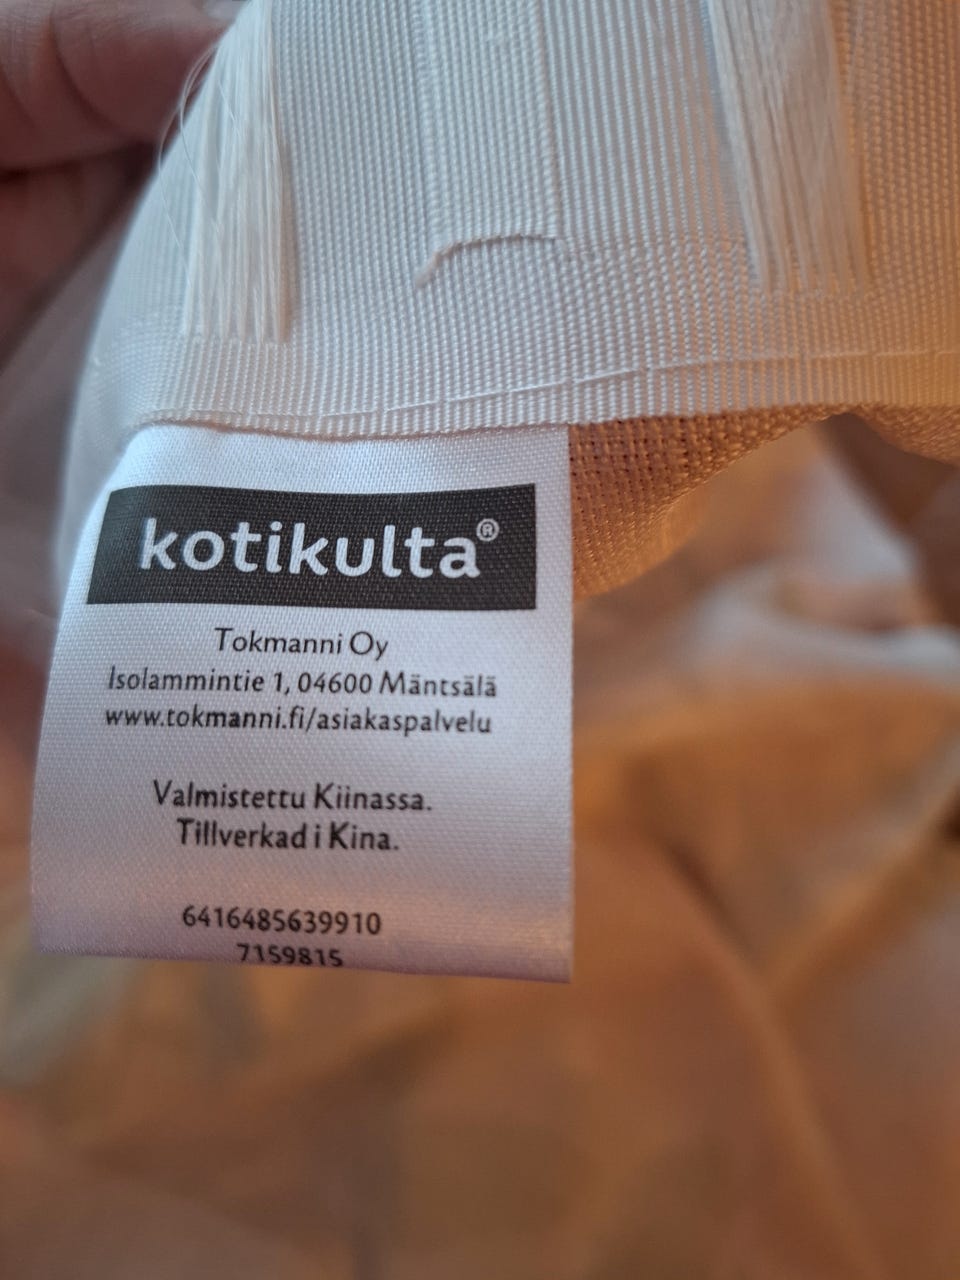 kotikulta®
Tokmanni Oy
Isolammintie 1, 04600 Mäntsälä
www.tokmanni.fi/asiakaspalvelu
Valmistettu Kiinassa.
Tillverkad i Kina.
6416485639910
7159815